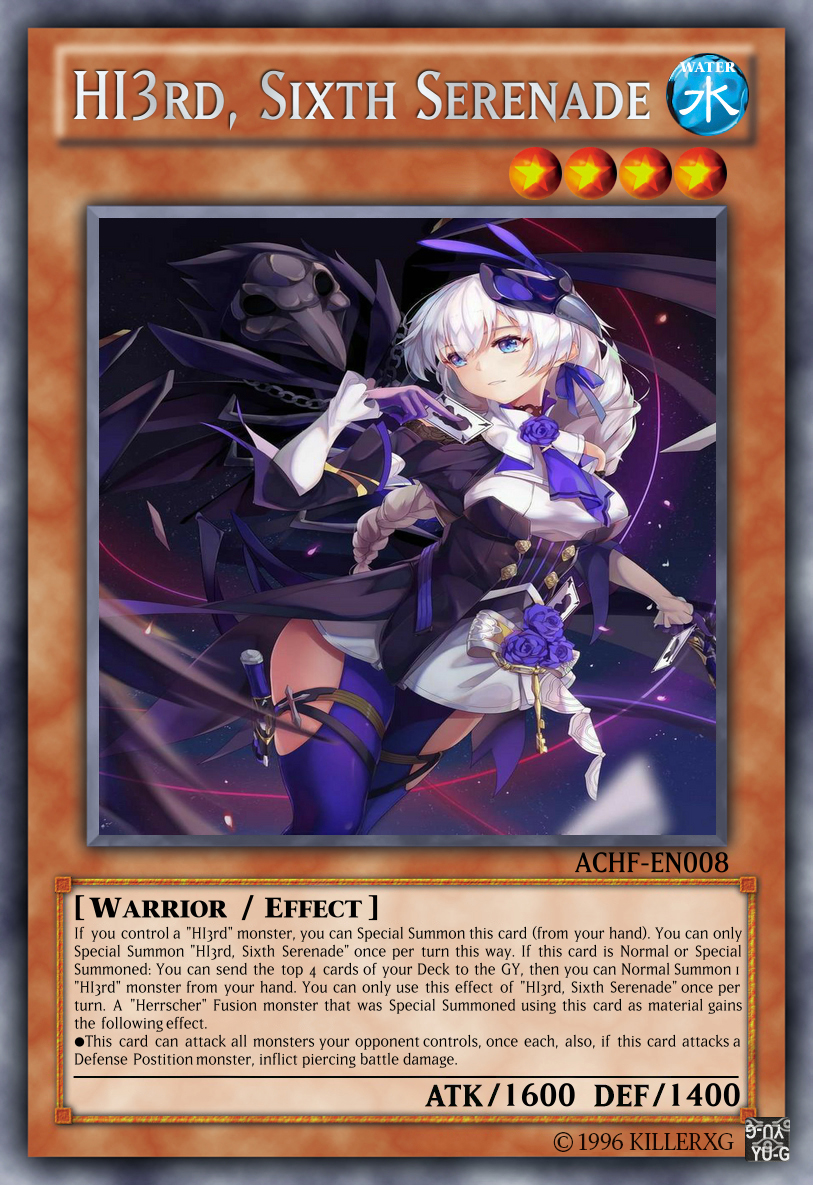 HI3RD, SIXTH SERENADE
WATER
水
ACHF-EN008
[ WARRIOR / EFFECT ]
If you control a "HI3rd" monster, you can Special Summon this card (from your hand). You can only
Special Summon "HI3rd, Sixth Serenade" once per turn this way. If this card is Normal or Special
Summoned: You can send the top 4 cards of your Deck to the GY, then you can Normal Summon 1
"HI3rd" monster from your hand. You can only use this effect of "HI3rd, Sixth Serenade" once per
turn. A "Herrscher" Fusion monster that was Special Summoned using this card as material gains
the following effect.
●This card can attack all monsters your opponent controls, once each, also, if this card attacks a
Defense Postition monster, inflict piercing battle damage.
ATK/1600 DEF/1400
© 1996 KILLERXG
YU-G
YU-G